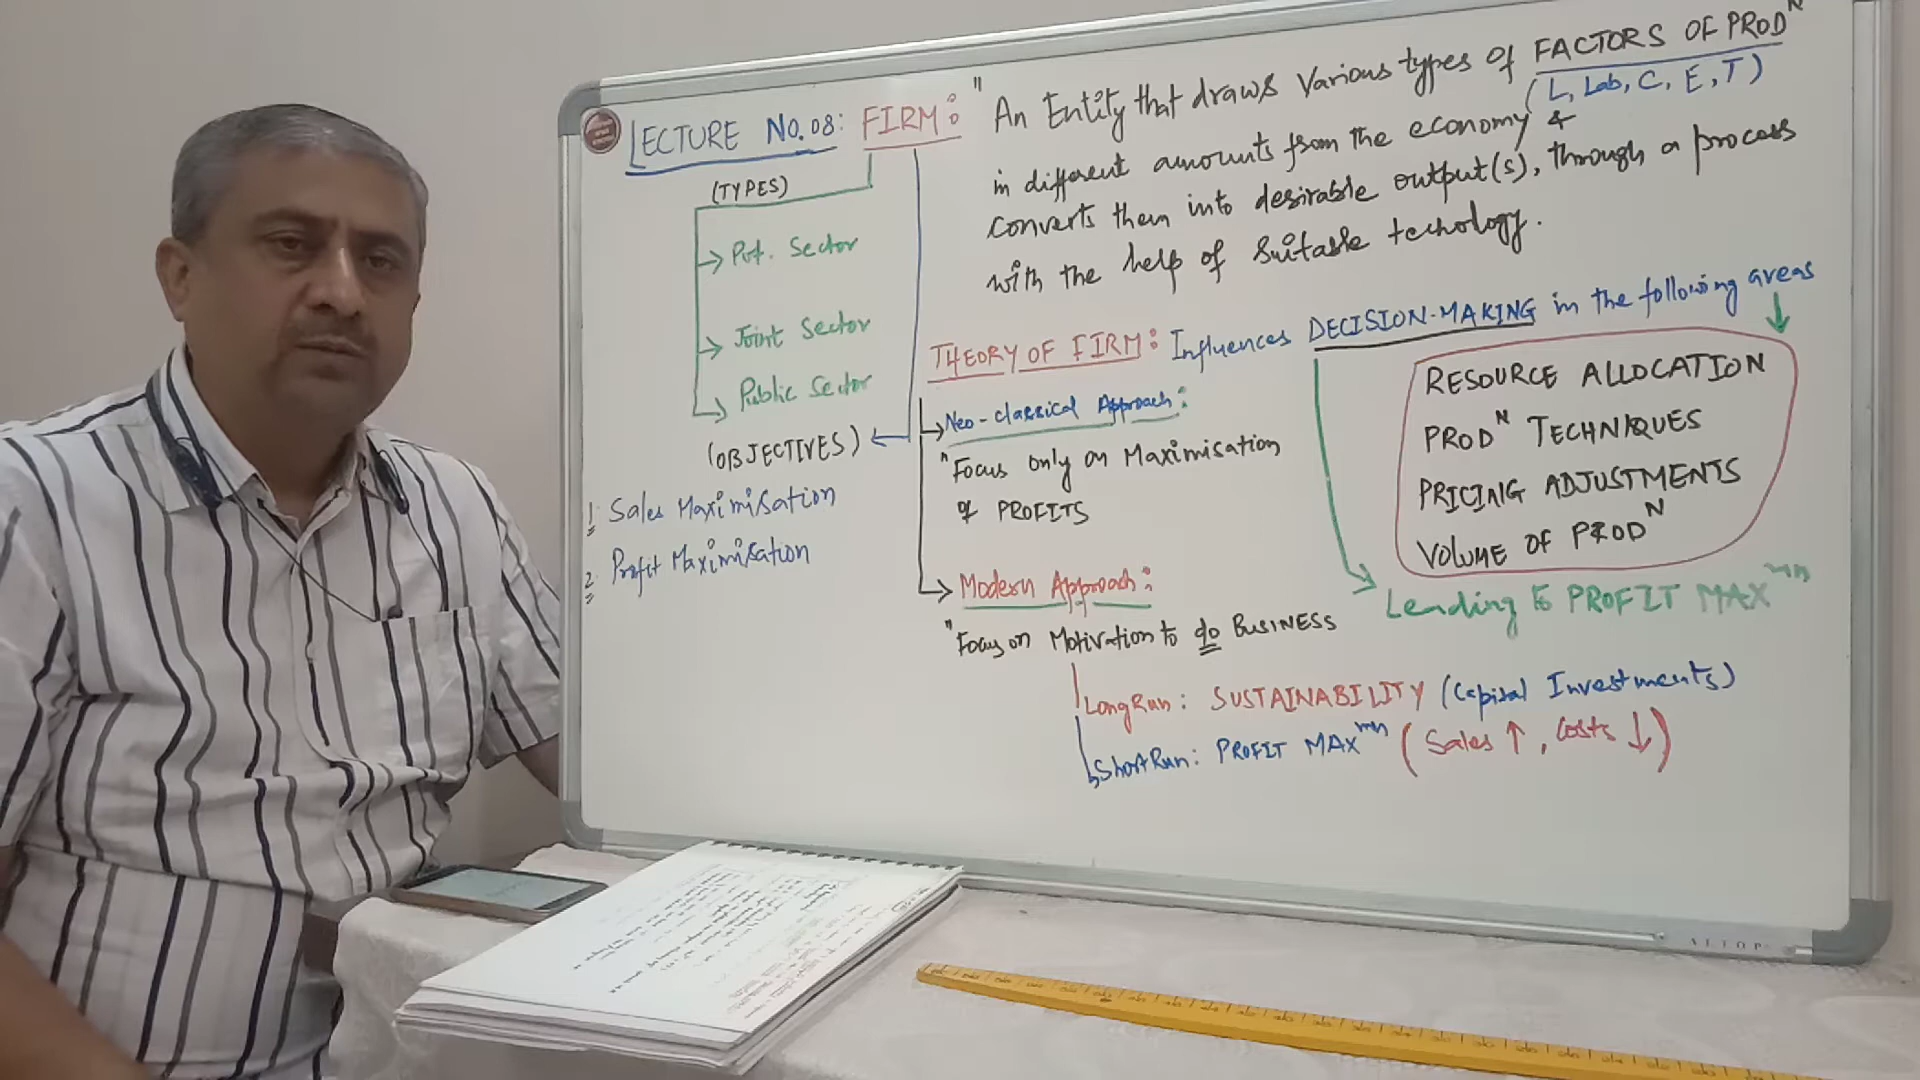 LECTURE No. 08: FIRM:
"An Entity that draws various types of FACTORS OF PRODᴺ
(L, Lab, C, E, T)
in different amounts from the economy &
converts them into desirable output(s), through a process
with the help of suitable techology.
(TYPES)
Pvt. Sector
Joint Sector
Public Sector
(OBJECTIVES)
1. Sales Maximisation
2. Profit Maximisation
THEORY OF FIRM: Influences DECISION-MAKING in the following areas
RESOURCE ALLOCATION
PRODᴺ TECHNIQUES
PRICING ADJUSTMENTS
VOLUME OF PRODᴺ
Leading to PROFIT MAXᵐⁿ
Neo-classical Approach:
"Focus only on Maximisation
of PROFITS
Modern Approach:
"Focus on Motivation to do BUSINESS
Long Run: SUSTAINABILITY (Capital Investments)
Short Run: PROFIT MAXᵐⁿ (Sales ↑, Costs ↓)